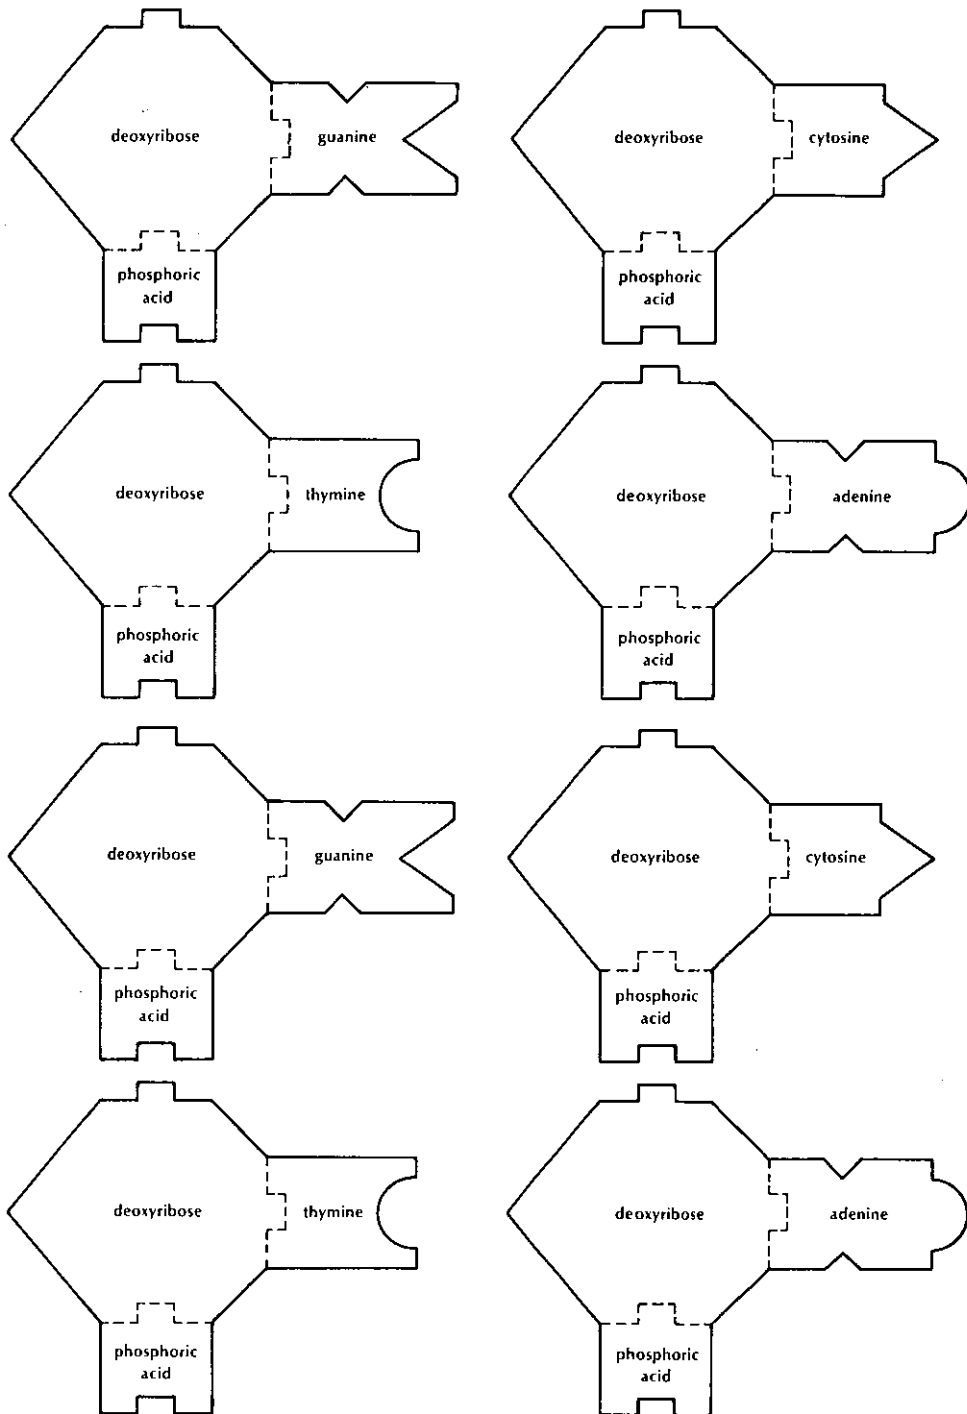 deoxyribose guanine
phosphoric
acid
deoxyribose cytosine
phosphoric
acid
deoxyribose thymine
phosphoric
acid
deoxyribose adenine
phosphoric
acid
deoxyribose guanine
phosphoric
acid
deoxyribose cytosine
phosphoric
acid
deoxyribose thymine
phosphoric
acid
deoxyribose adenine
phosphoric
acid